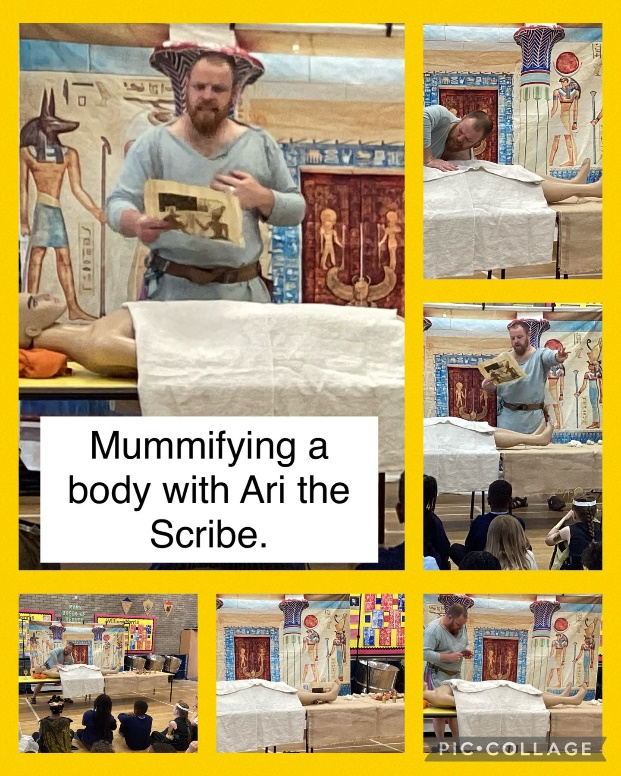 Mummifying a
body with Ari the
Scribe.
PIC•COLLAGE